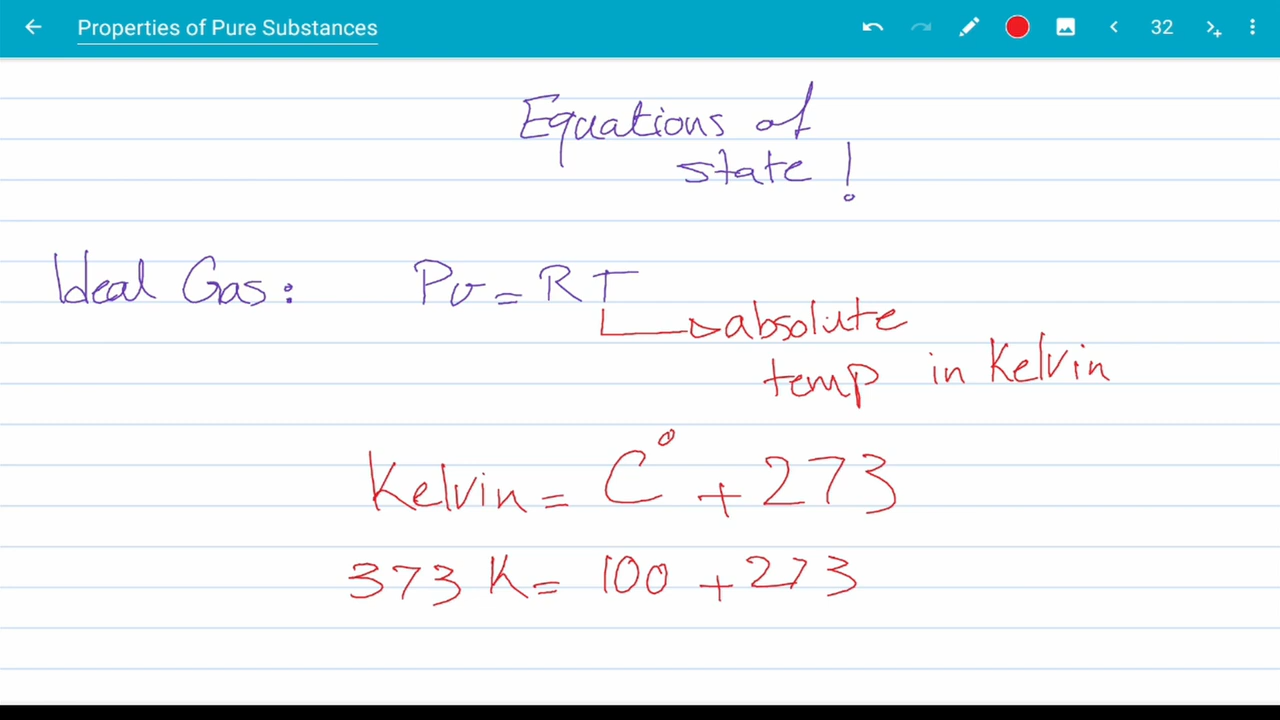 Properties of Pure Substances
32
Equations of
state!
Ideal Gas: Pv = RT
absolute
temp in Kelvin
Kelvin = C° + 273
373 K = 100 + 273